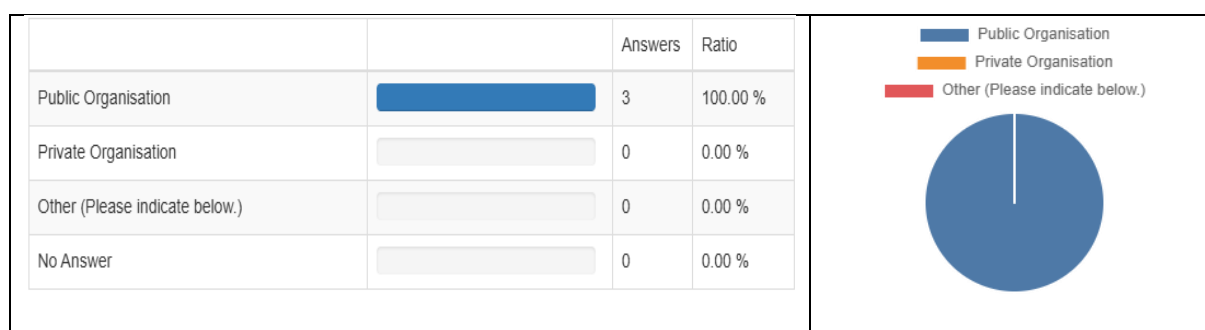 Answers Ratio
Public Organisation 3 100.00 %
Private Organisation 0 0.00 %
Other (Please indicate below.) 0 0.00 %
No Answer 0 0.00 %
Public Organisation
Private Organisation
Other (Please indicate below.)